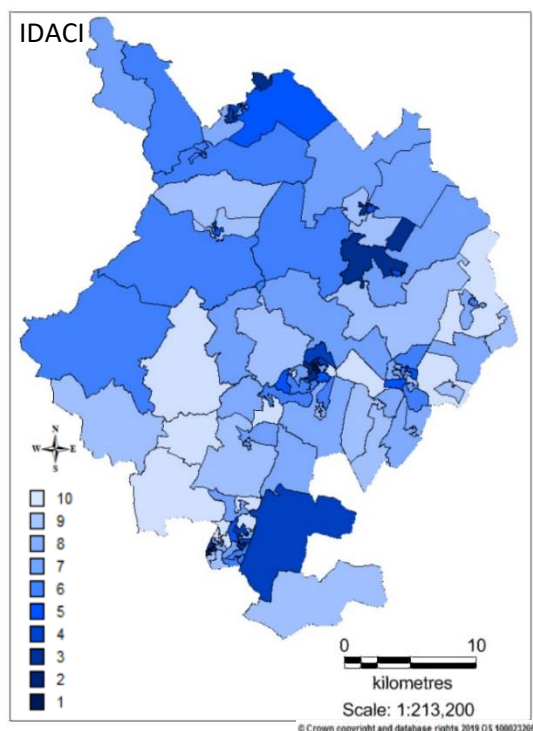 IDACI
N
W E
S
10
9
8
7
6
5
4
3
2
1
0 10
kilometres
Scale: 1:213,200
© Crown copyright and database rights 2019 OS 100023205